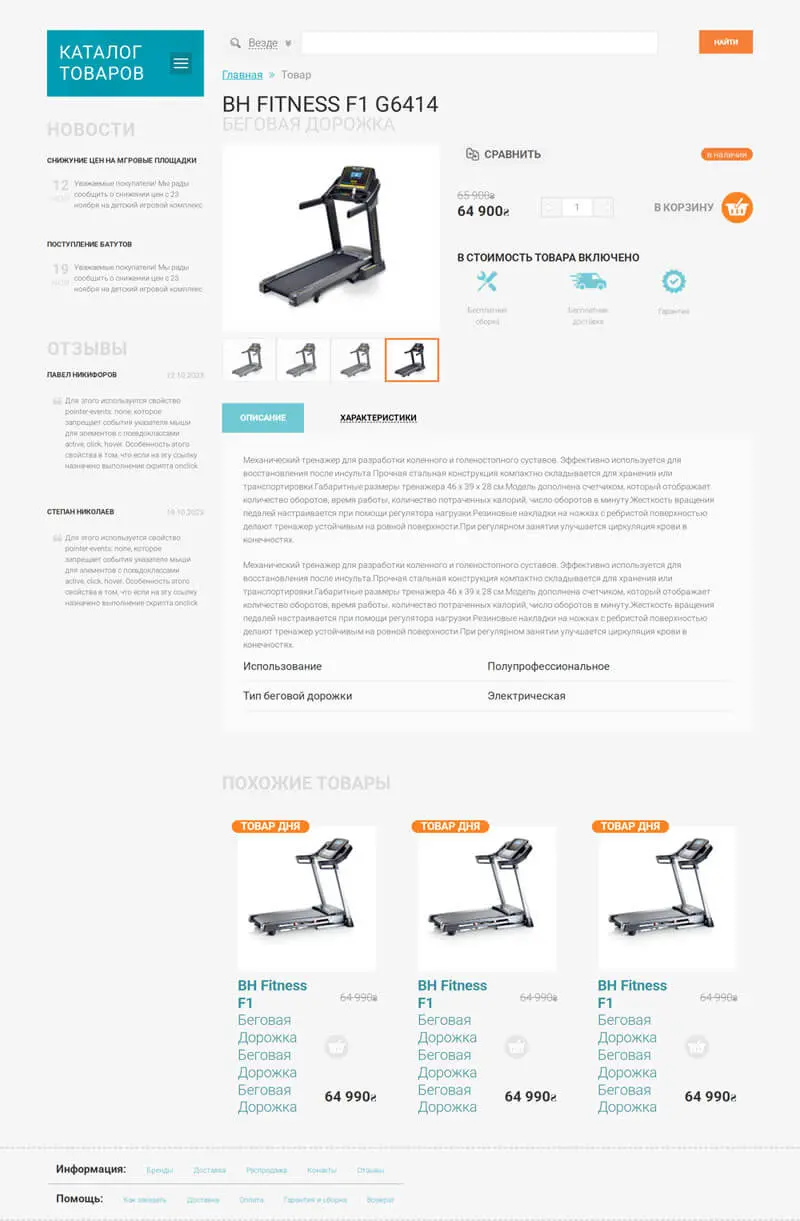 КАТАЛОГ
ТОВАРОВ
Везде
НАЙТИ
Главная » Товар
BH FITNESS F1 G6414
БЕГОВАЯ ДОРОЖКА
НОВОСТИ
СНИЖУНИЕ ЦЕН НА МГРОВЫЕ ПЛОЩАДКИ
12
Уважаемые покупатели! Мы рады
сообщить о снижении цен с 23
ноября на детский игровой комплекс
ПОСТУПЛЕНИЕ БАТУТОВ
19
Уважаемые покупатели! Мы рады
сообщить о снижении цен с 23
ноября на детский игровой комплекс
ОТЗЫВЫ
ПАВЕЛ НИКИФОРОВ
12.10.2023
Для этого используется свойство
pointer-events: none, которое
запрещает события указателя мыши
для элементов с псевдоклассами
active, click, hover. Особенность этого
свойства в том, что если на эту ссылку
назначено выполнение скрипта onclick
СТЕПАН НИКОЛАЕВ
16.10.2023
Для этого используется свойство
pointer-events: none, которое
запрещает события указателя мыши
для элементов с псевдоклассами
active, click, hover. Особенность этого
свойства в том, что если на эту ссылку
назначено выполнение скрипта onclick
СРАВНИТЬ
в наличии
65 900₴
64 900₴
1
В КОРЗИНУ
В СТОИМОСТЬ ТОВАРА ВКЛЮЧЕНО
Бесплатная
сборка
Бесплатная
доставка
Гарантия
ОПИСАНИЕ
ХАРАКТЕРИСТИКИ
Механический тренажер для разработки коленного и голеностопного суставов. Эффективно используется для
восстановления после инсульта.Прочная стальная конструкция компактно складывается для хранения или
транспортировки.Габаритные размеры тренажера 46 х 39 х 28 см.Модель дополнена счетчиком, который отображает
количество оборотов, время работы, количество потраченных калорий, число оборотов в минуту.Жесткость вращения
педалей настраивается при помощи регулятора нагрузки.Резиновые накладки на ножках с ребристой поверхностью
делают тренажер устойчивым на ровной поверхности.При регулярном занятии улучшается циркуляция крови в
конечностях.
Механический тренажер для разработки коленного и голеностопного суставов. Эффективно используется для
восстановления после инсульта.Прочная стальная конструкция компактно складывается для хранения или
транспортировки.Габаритные размеры тренажера 46 х 39 х 28 см.Модель дополнена счетчиком, который отображает
количество оборотов, время работы, количество потраченных калорий, число оборотов в минуту.Жесткость вращения
педалей настраивается при помощи регулятора нагрузки.Резиновые накладки на ножках с ребристой поверхностью
делают тренажер устойчивым на ровной поверхности.При регулярном занятии улучшается циркуляция крови в
конечностях.
Использование Полупрофессиональное
Тип беговой дорожки Электрическая
ПОХОЖИЕ ТОВАРЫ
ТОВАР ДНЯ
BH Fitness
F1
Беговая
Дорожка
Беговая
Дорожка
Беговая
Дорожка
64 990₴
64 990₴
ТОВАР ДНЯ
BH Fitness
F1
Беговая
Дорожка
Беговая
Дорожка
Беговая
Дорожка
64 990₴
64 990₴
ТОВАР ДНЯ
BH Fitness
F1
Беговая
Дорожка
Беговая
Дорожка
Беговая
Дорожка
64 990₴
64 990₴
Информация: Бренды Доставка Распродажа Конакты Отзывы
Помощь: Как заказать Доставка Оплата Гарантия и сборка Возврат